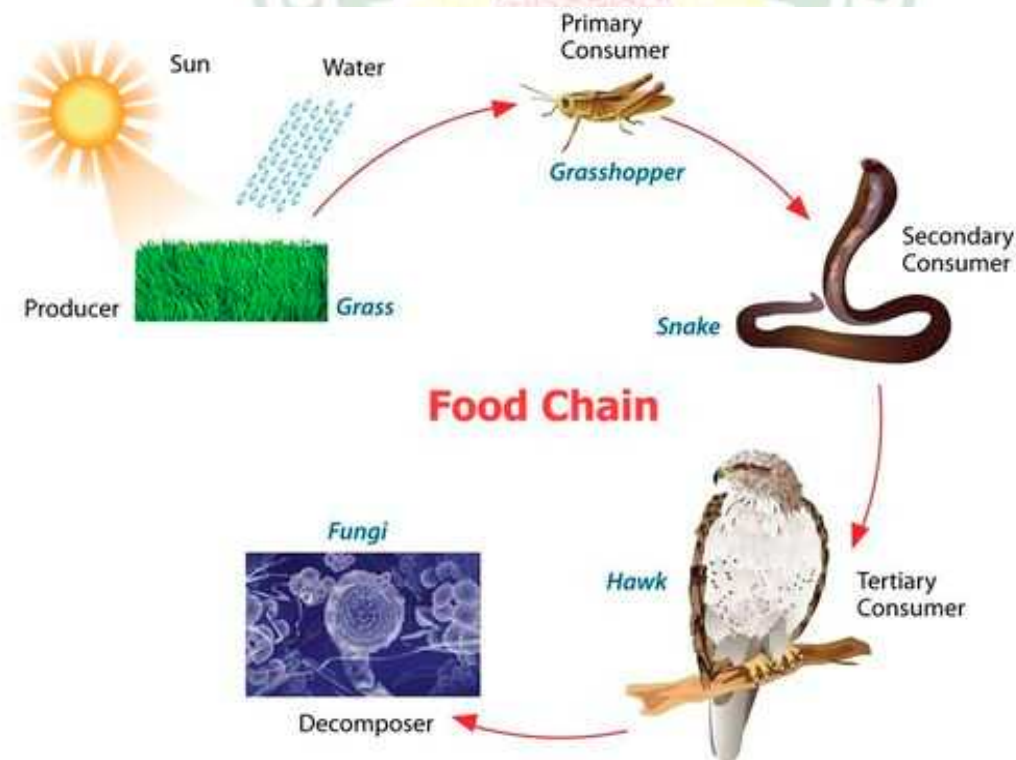 Sun
Water
Primary
Consumer
Grasshopper
Secondary
Consumer
Snake
Producer
Grass
Food Chain
Fungi
Hawk
Tertiary
Consumer
Decomposer